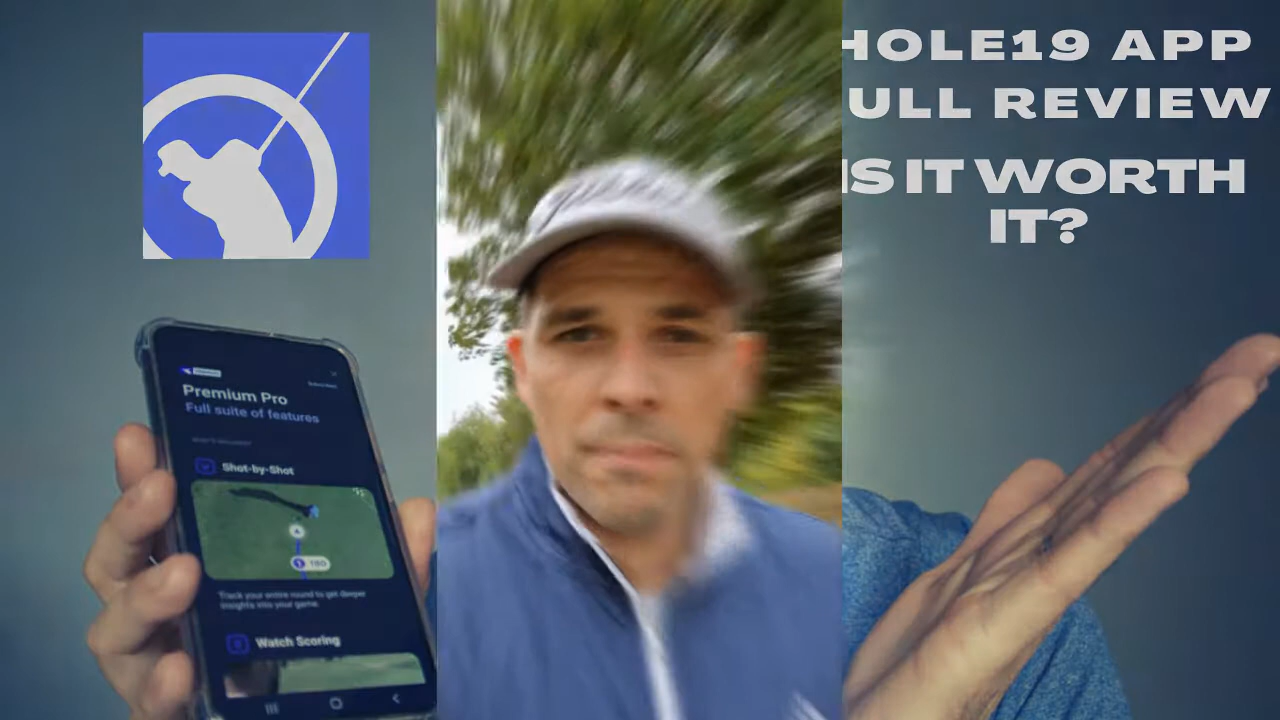 HOLE19 APP
ULL REVIEW
IS IT WORTH
IT?
Premium Pro
Full suite of features
Shot-by-Shot
Track your entire round to get deeper
insights into your game.
Watch Scoring